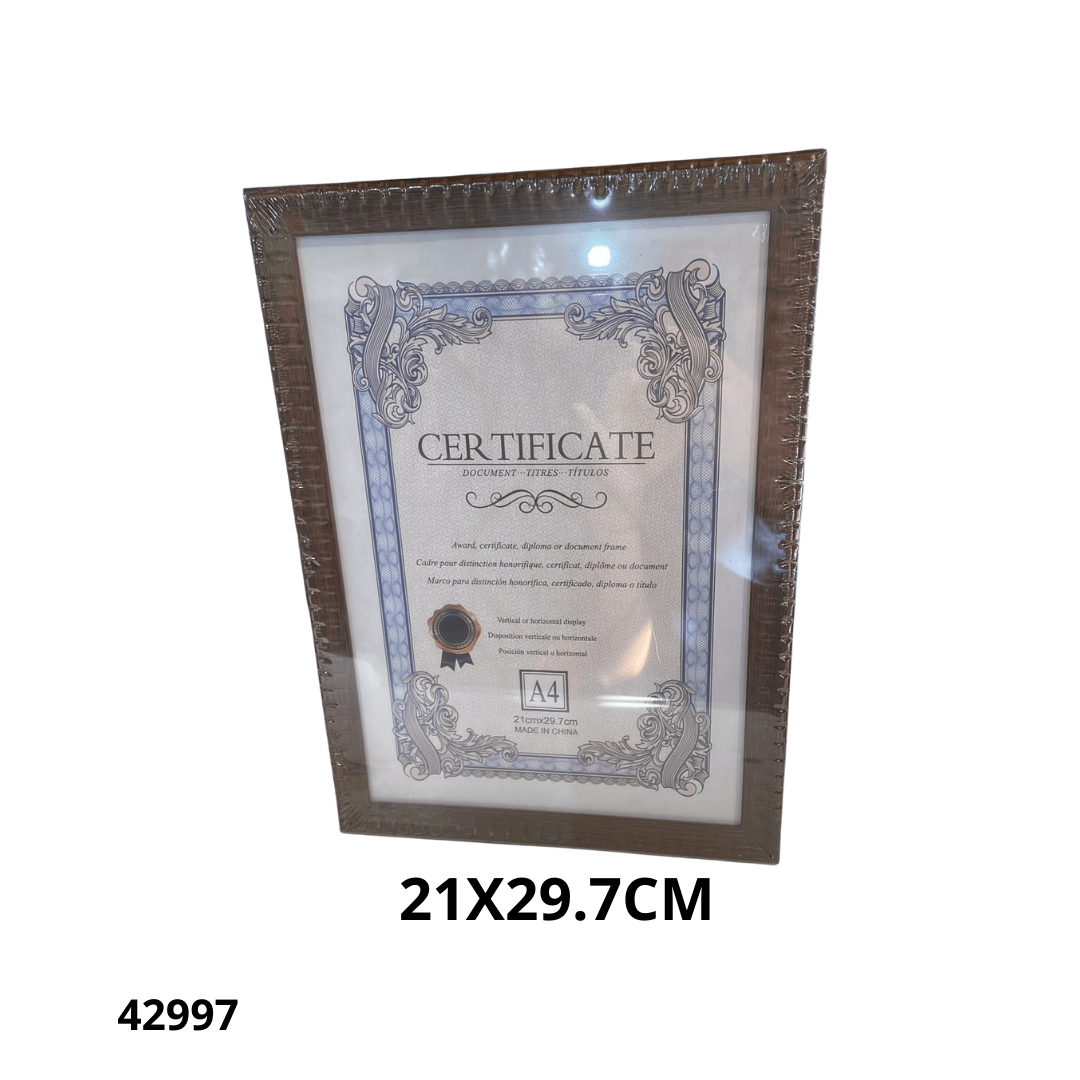 CERTIFICATE
DOCUMENT···TITRES···TÍTULOS
Award, certificate, diploma or document frame
Cadre pour distinction honorifique, certificat, diplôme ou document
Marco para distinción honorífica, certificado, diploma o título
Vertical or horizontal display
Disposition verticale ou horizontale
Posición vertical u horizontal
A4
21cmx29.7cm
MADE IN CHINA
21X29.7CM
42997